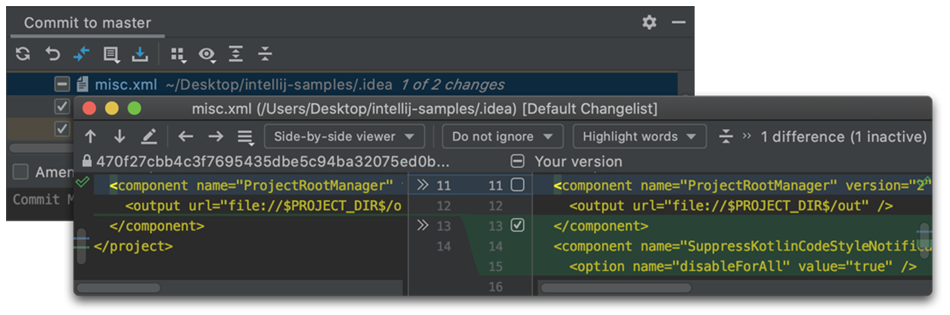 Commit to master
misc.xml ~/Desktop/intellij-samples/.idea 1 of 2 changes
misc.xml (/Users/Desktop/intellij-samples/.idea) [Default Changelist]
Side-by-side viewer Do not ignore Highlight words 1 difference (1 inactive)
470f27cbb4c3f7695435dbe5c94ba32075ed0b... Your version
Amen
Commit M
<component name="ProjectRootManager" 11 11 <component name="ProjectRootManager" version="2"
<output url="file://$PROJECT_DIR$/o 12 12 <output url="file://$PROJECT_DIR$/out" />
</component> 13 13 </component>
</project> 14 14 <component name="SuppressKotlinCodeStyleNotific
15 <option name="disableForAll" value="true" />
16